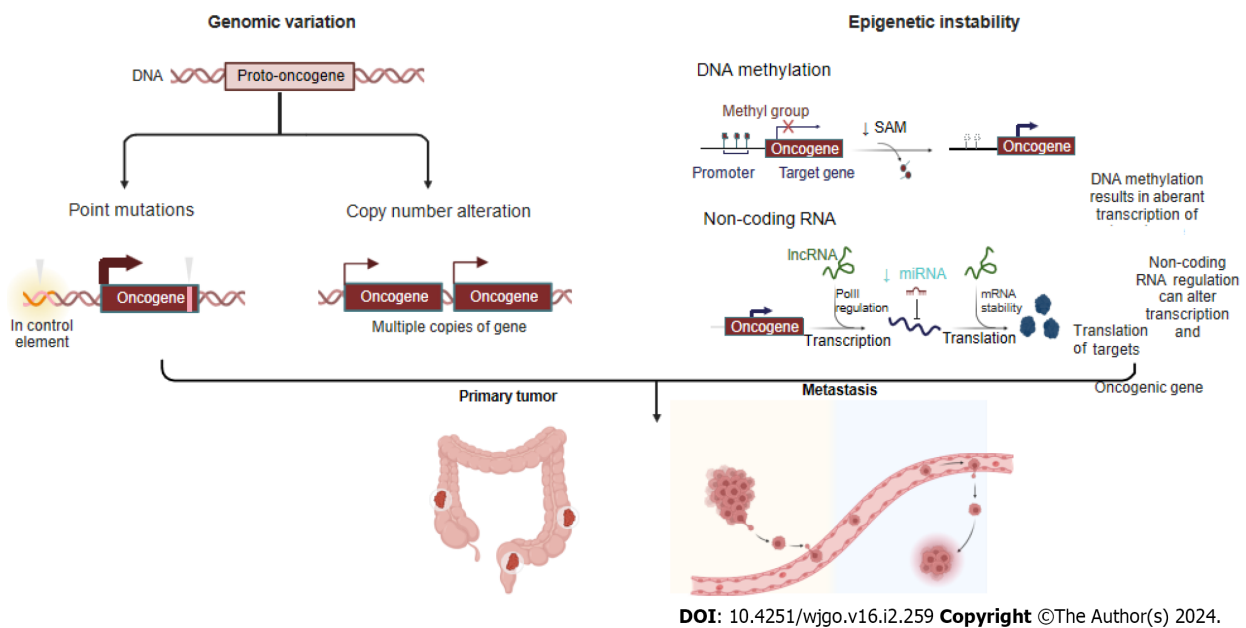 Genomic variation
DNA
Proto-oncogene
Point mutations
Copy number alteration
Oncogene
In control
element
Oncogene
Oncogene
Multiple copies of gene
Epigenetic instability
DNA methylation
Methyl group
↓ SAM
Oncogene
Oncogene
Promoter
Target gene
DNA methylation
results in aberant
transcription of
Non-coding RNA
lncRNA
↓ miRNA
PolII
regulation
mRNA
stability
Oncogene
Transcription
Translation
Non-coding
RNA regulation
can alter
transcription
and
Translation
of targets
Oncogenic gene
Primary tumor
Metastasis
DOI: 10.4251/wjgo.v16.i2.259 Copyright ©The Author(s) 2024.